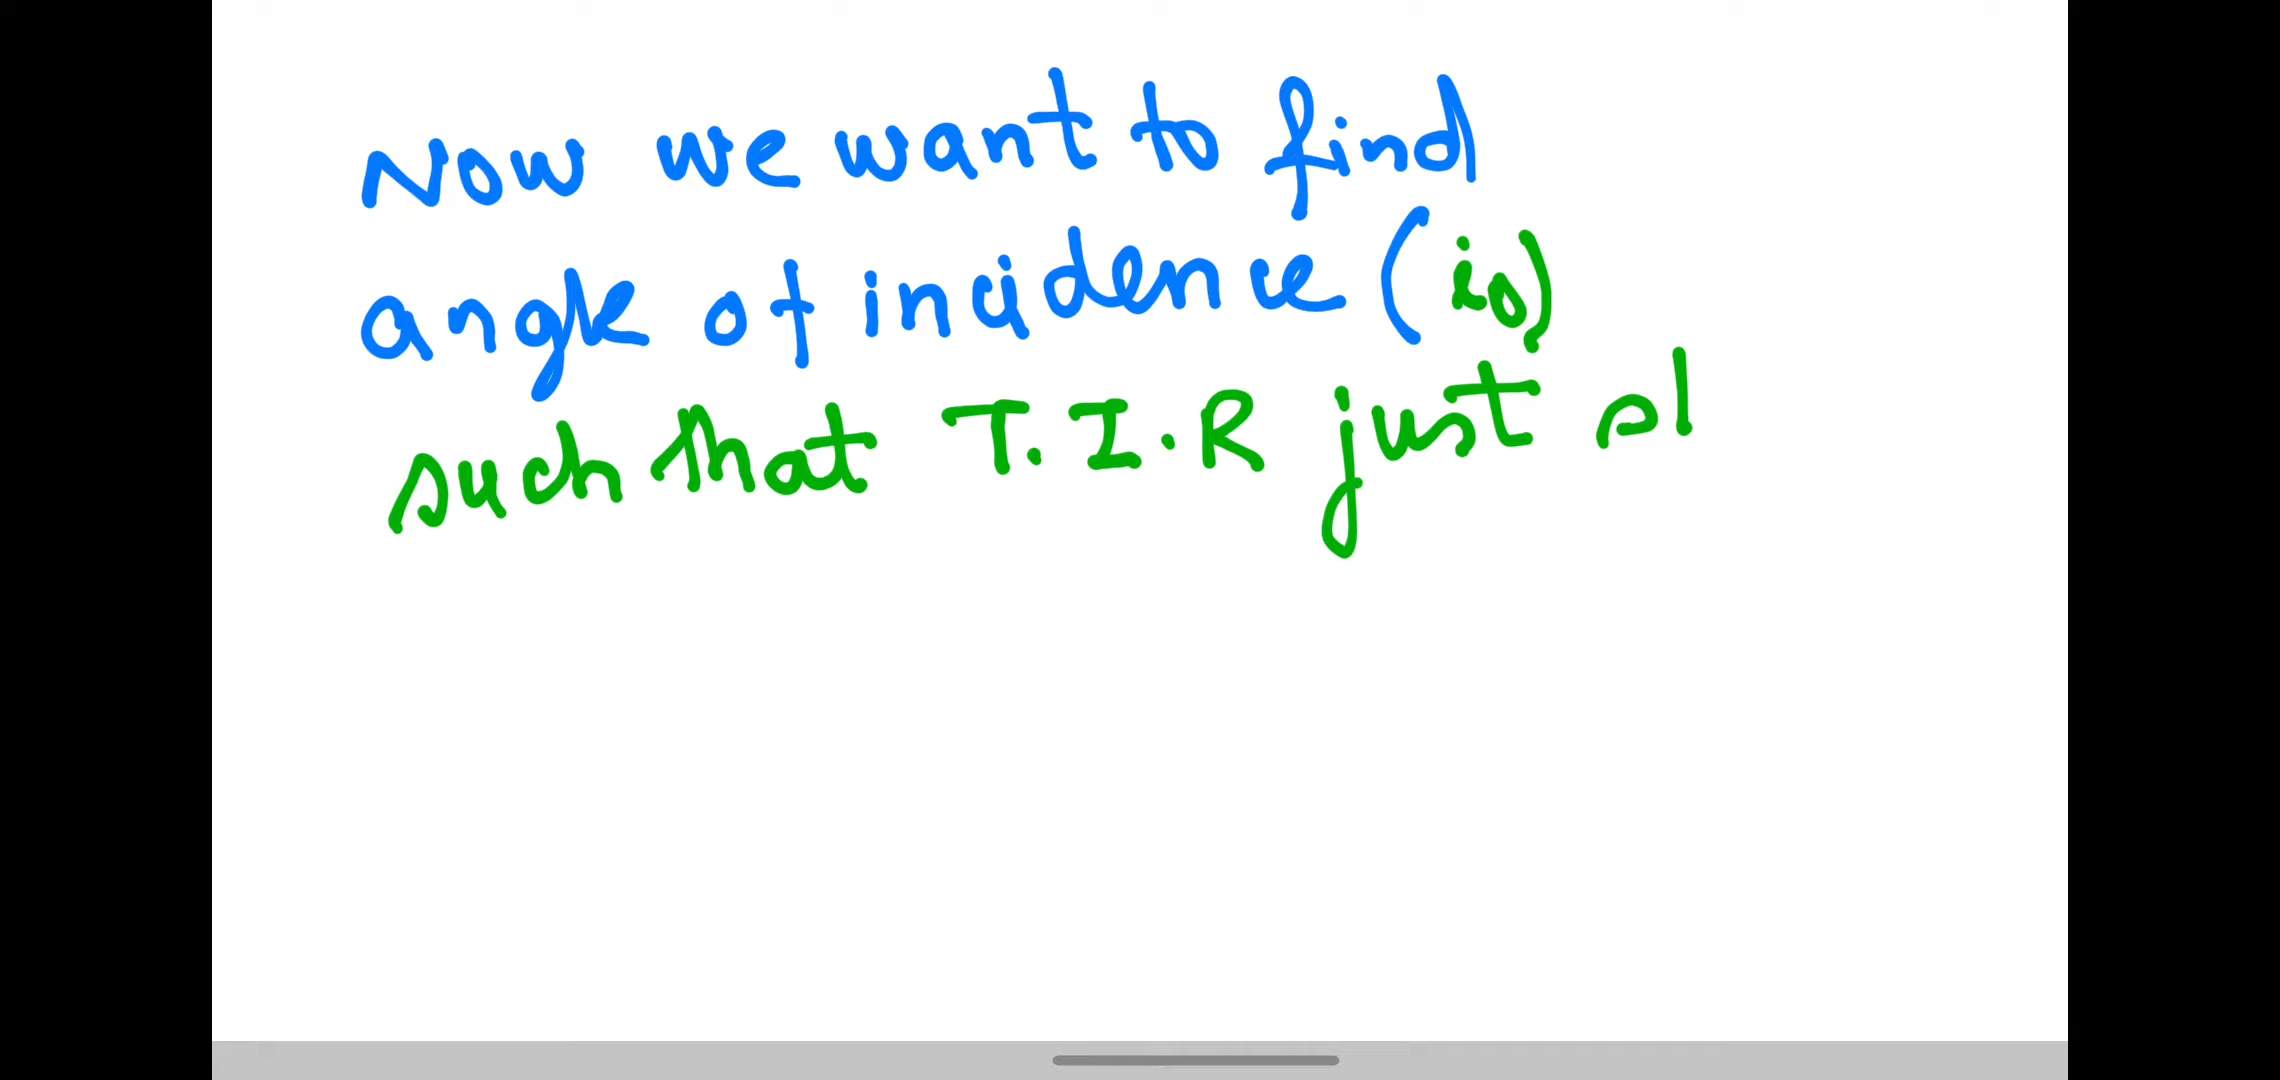 Now we want to find
angle of incidence (i0)
such that T.I.R just